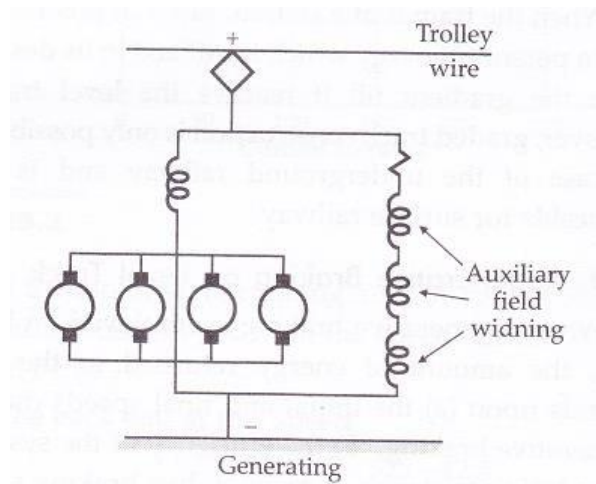 +
Trolley
wire
Auxiliary
field
widning
−
Generating